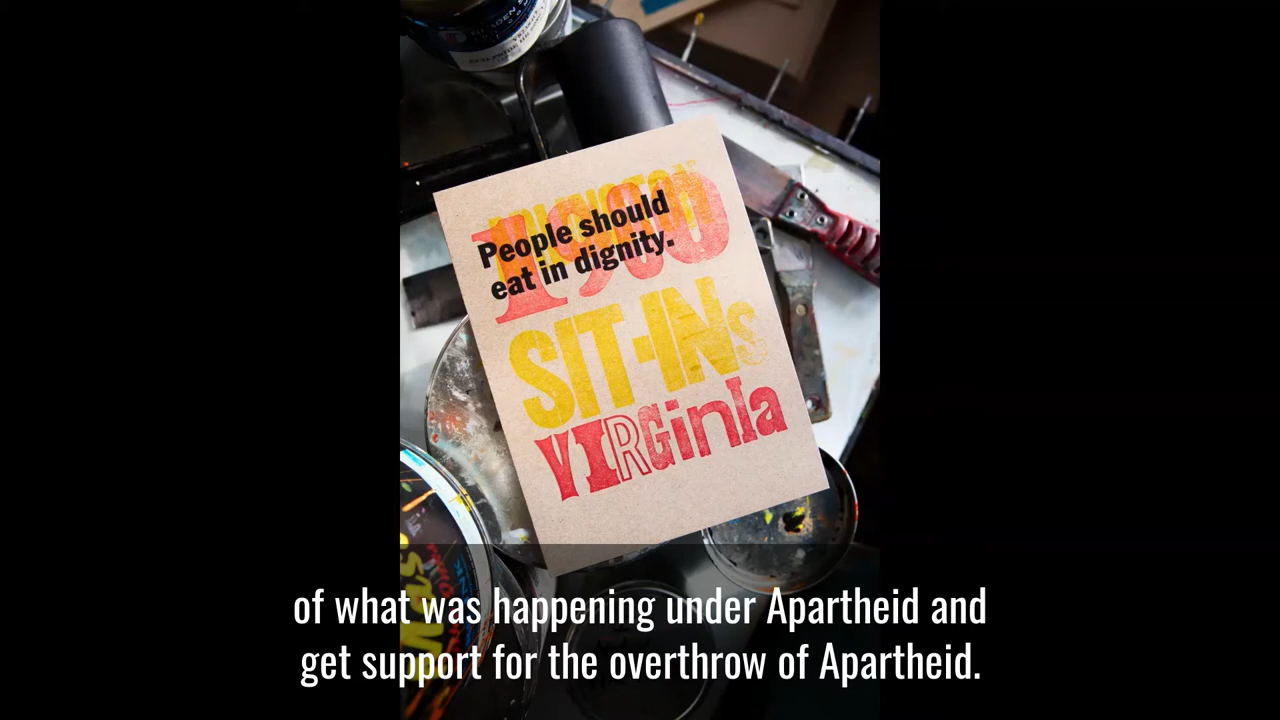 1960
People should
eat in dignity.
SIT-INs
VIRGinIa
of what was happening under Apartheid and
get support for the overthrow of Apartheid.